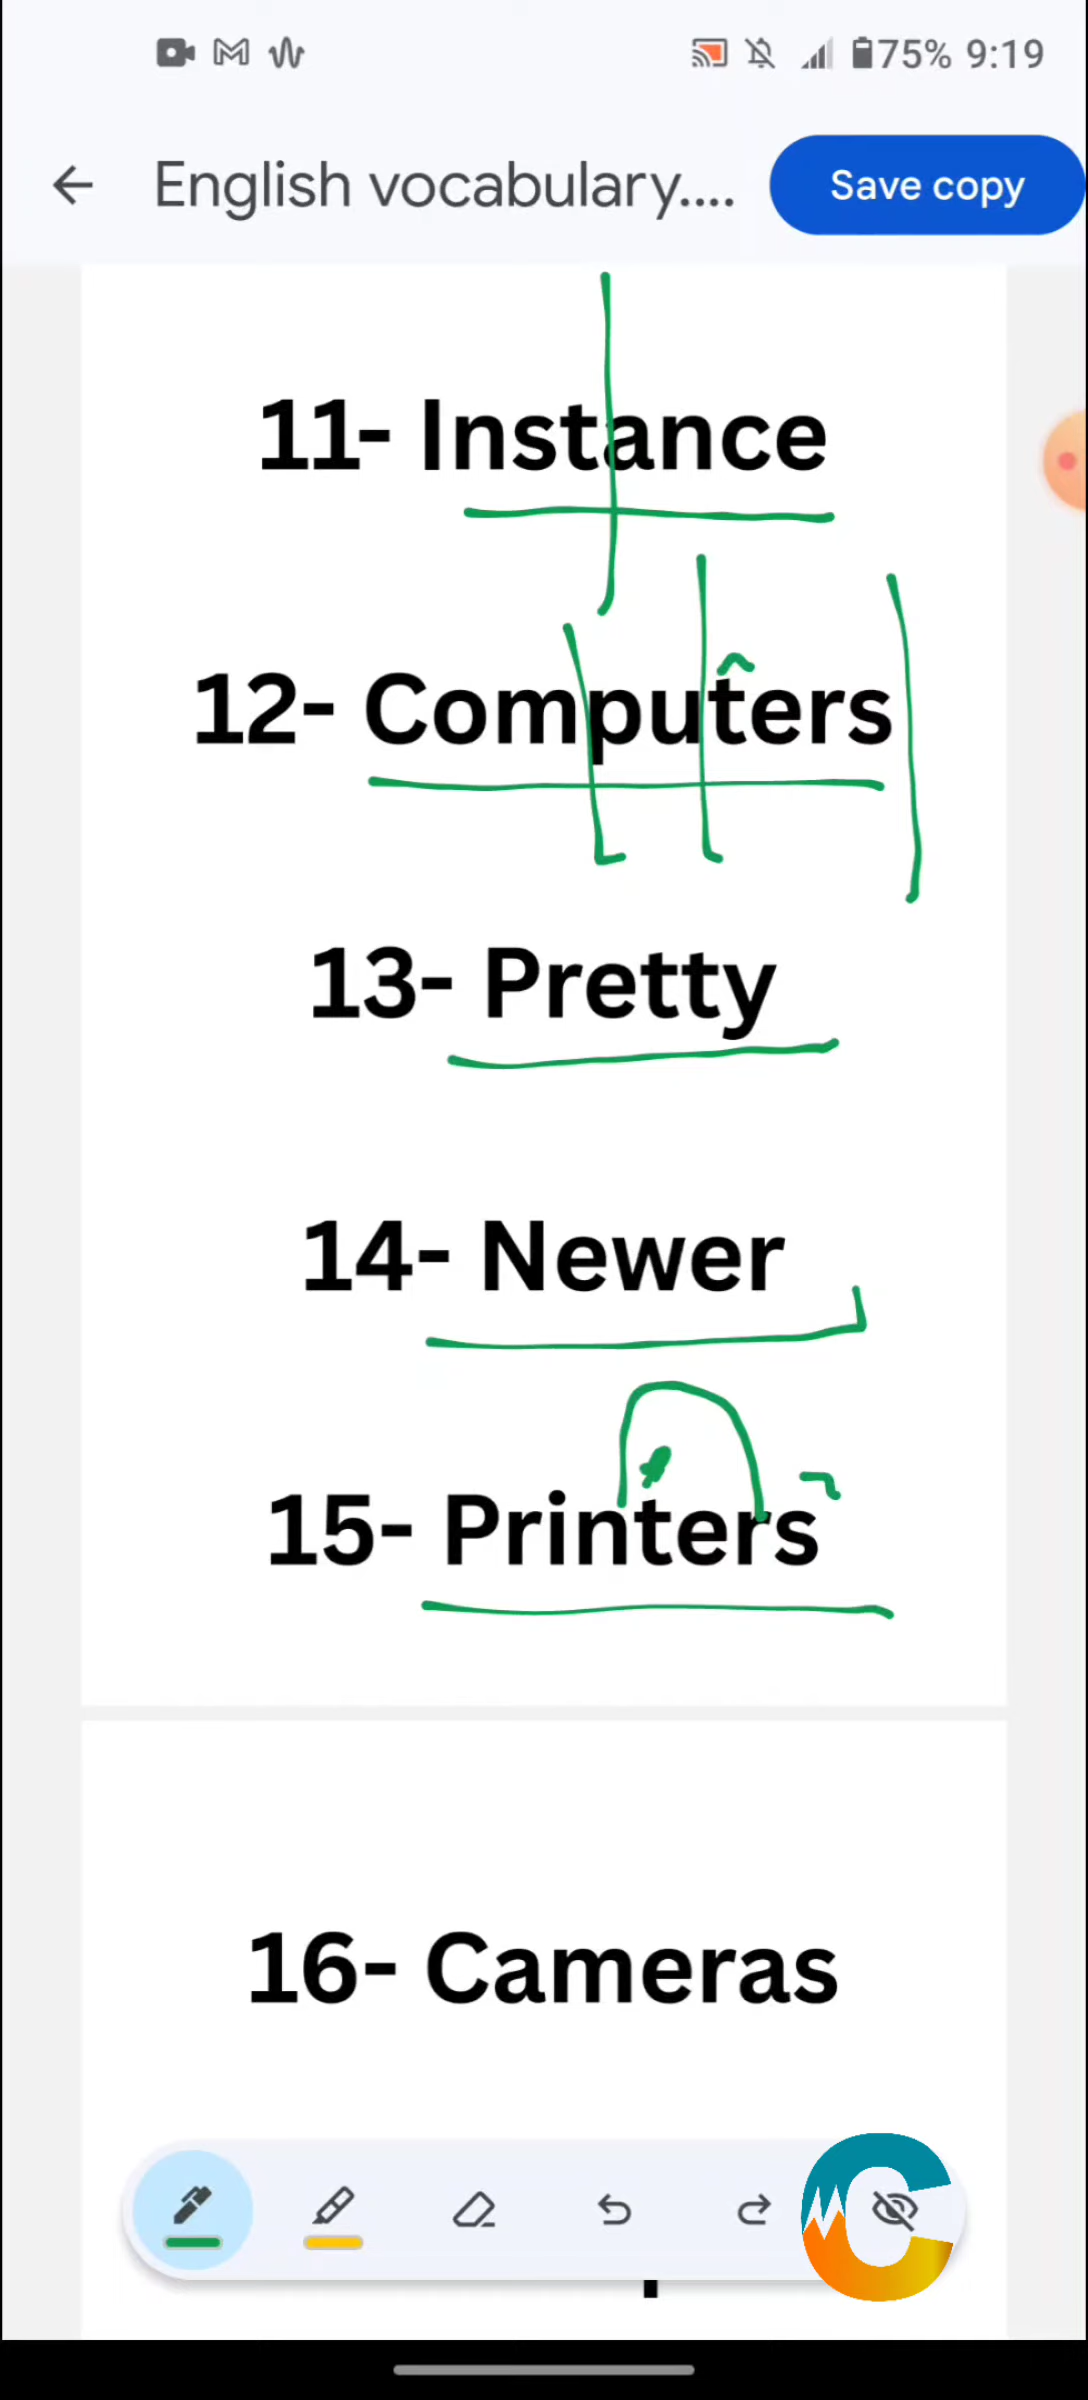 75% 9:19
English vocabulary....
Save copy
11- Instance
12- Computers
13- Pretty
14- Newer
15- Printers
16- Cameras